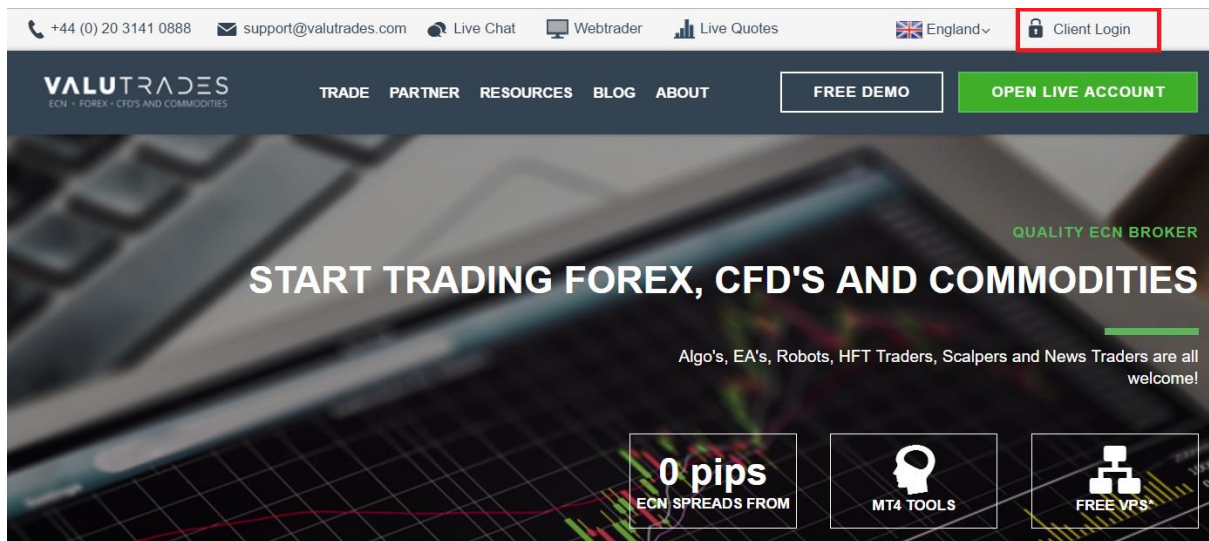 +44 (0) 20 3141 0888 support@valutrades.com Live Chat Webtrader Live Quotes England Client Login
VALUTRADES
ECN • FOREX • CFD'S AND COMMODITIES
TRADE PARTNER RESOURCES BLOG ABOUT FREE DEMO OPEN LIVE ACCOUNT
QUALITY ECN BROKER
START TRADING FOREX, CFD'S AND COMMODITIES
Algo's, EA's, Robots, HFT Traders, Scalpers and News Traders are all
welcome!
0 pips
ECN SPREADS FROM
MT4 TOOLS
FREE VPS*